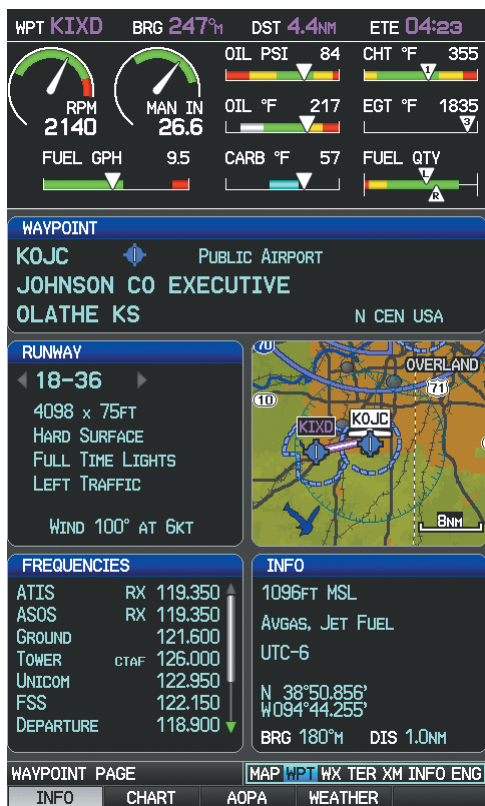 WPT KIXD BRG 247°M DST 4.4NM ETE 04:23
OIL PSI 84 CHT °F 355
1
RPM 2140 MAN IN 26.6
OIL °F 217 EGT °F 1835
3
FUEL GPH 9.5 CARB °F 57 FUEL QTY
L
R
WAYPOINT
KOJC PUBLIC AIRPORT
JOHNSON CO EXECUTIVE
OLATHE KS N CEN USA
RUNWAY
18-36
4098 x 75FT
HARD SURFACE
FULL TIME LIGHTS
LEFT TRAFFIC
WIND 100° AT 6KT
70
OVERLAND
71
10
KIXD KOJC
8NM
FREQUENCIES
ATIS RX 119.350
ASOS RX 119.350
GROUND 121.600
TOWER CTAF 126.000
UNICOM 122.950
FSS 122.150
DEPARTURE 118.900
INFO
1096FT MSL
AVGAS, JET FUEL
UTC-6
N 38°50.856'
W094°44.255'
BRG 180°M DIS 1.0NM
WAYPOINT PAGE MAP WPT WX TER XM INFO ENG
INFO CHART AOPA WEATHER